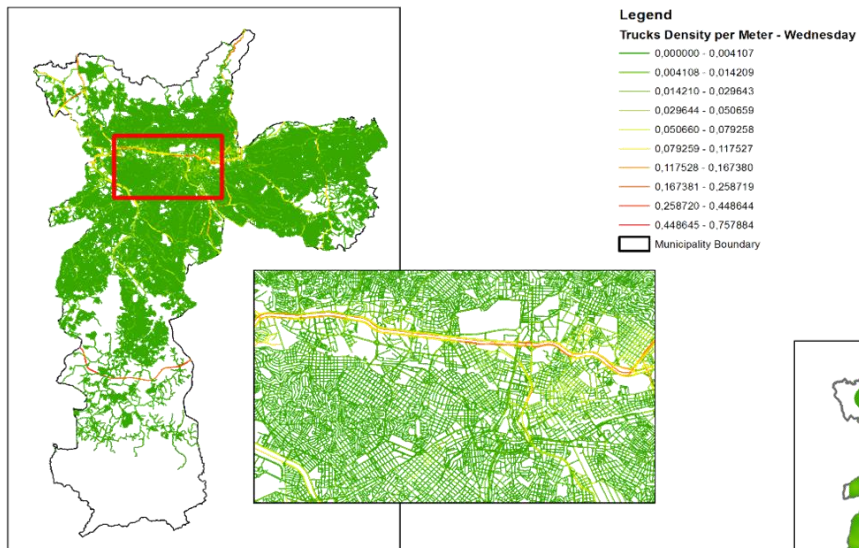 Legend
Trucks Density per Meter - Wednesday
0,000000 - 0,004107
0,004108 - 0,014209
0,014210 - 0,029643
0,029644 - 0,050659
0,050660 - 0,079258
0,079259 - 0,117527
0,117528 - 0,167380
0,167381 - 0,258719
0,258720 - 0,448644
0,448645 - 0,757884
Municipality Boundary